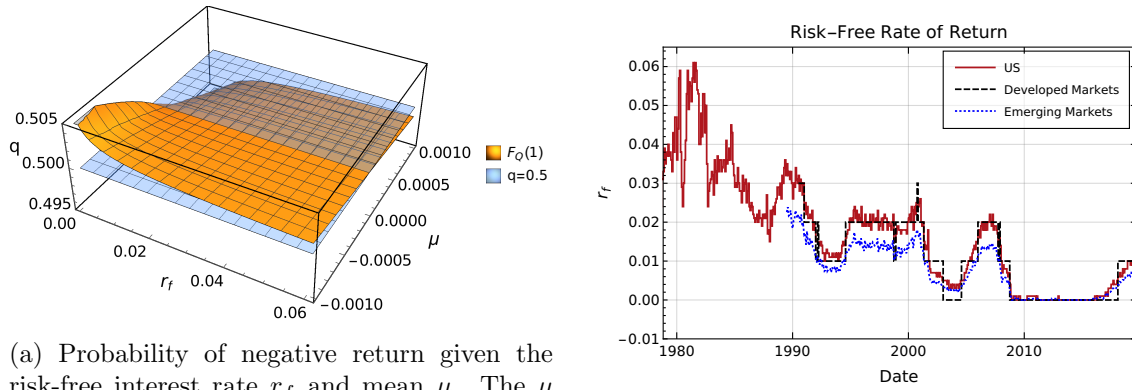 0.505
q
0.500
0.495
0.00
0.02
r_f
0.04
0.06
0.0010
0.0005
0.0000
μ
−0.0005
−0.0010
F_Q(1)
q=0.5
(a) Probability of negative return given the
risk-free interest rate r_f and mean μ. The μ
Risk−Free Rate of Return
US
Developed Markets
Emerging Markets
0.06
0.05
0.04
0.03
r_f
0.02
0.01
0.00
−0.01
1980
1990
2000
2010
Date